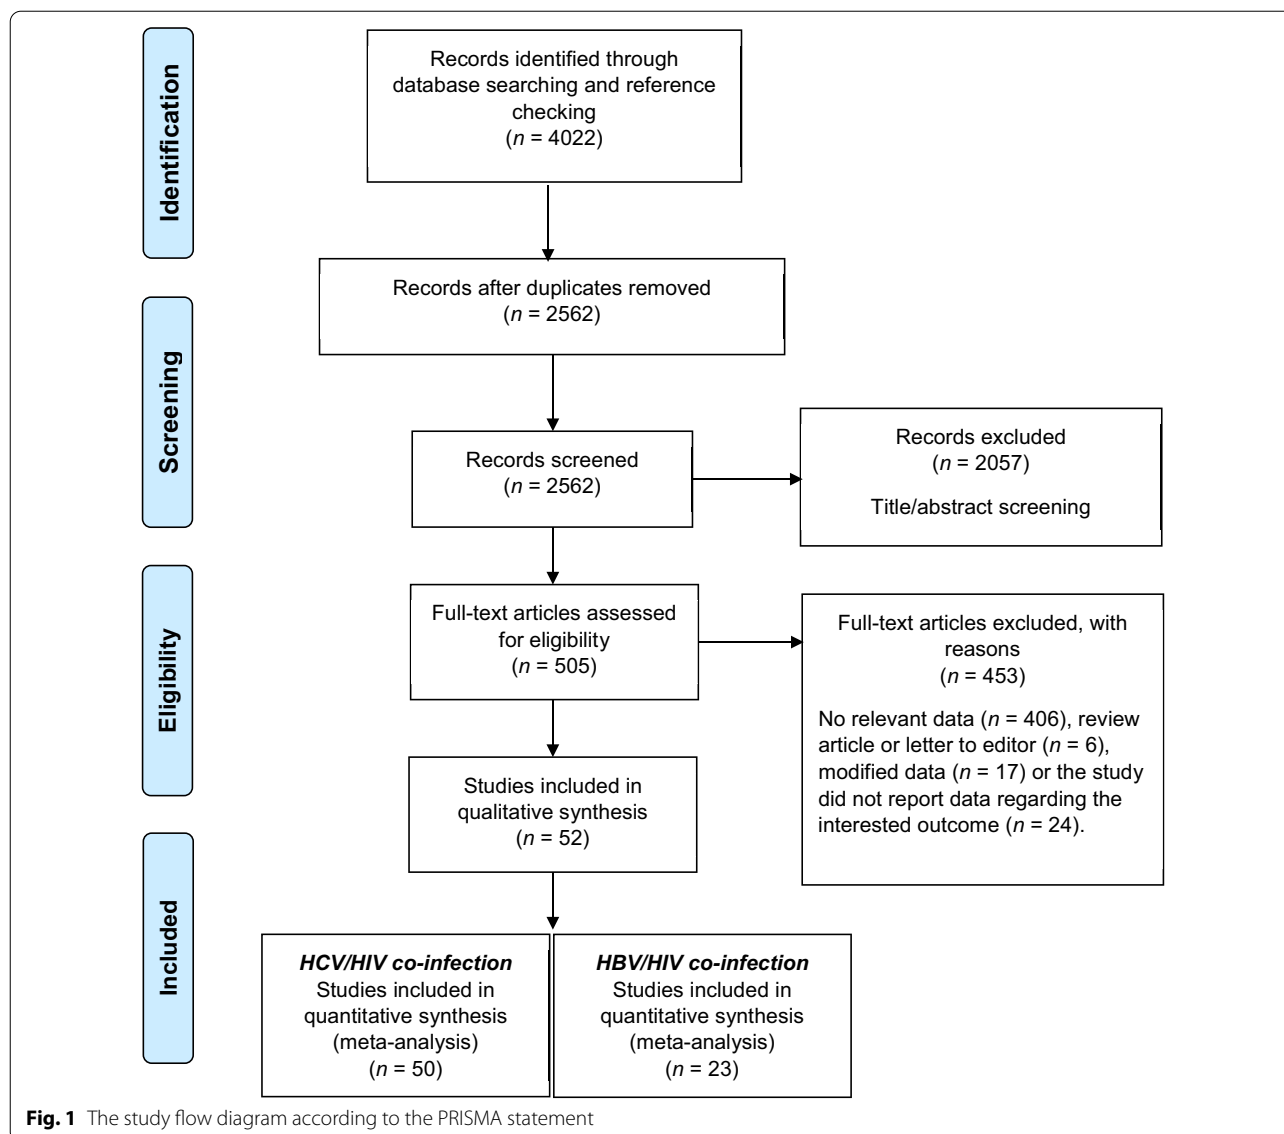 Identification
Records identified through
database searching and reference
checking
(n = 4022)
Records after duplicates removed
(n = 2562)
Screening
Records screened
(n = 2562)
Records excluded
(n = 2057)
Title/abstract screening
Eligibility
Full-text articles assessed
for eligibility
(n = 505)
Full-text articles excluded, with
reasons
(n = 453)
No relevant data (n = 406), review
article or letter to editor (n = 6),
modified data (n = 17) or the study
did not report data regarding the
interested outcome (n = 24).
Studies included in
qualitative synthesis
(n = 52)
Included
HCV/HIV co-infection
Studies included in
quantitative synthesis
(meta-analysis)
(n = 50)
HBV/HIV co-infection
Studies included in
quantitative synthesis
(meta-analysis)
(n = 23)
Fig. 1 The study flow diagram according to the PRISMA statement